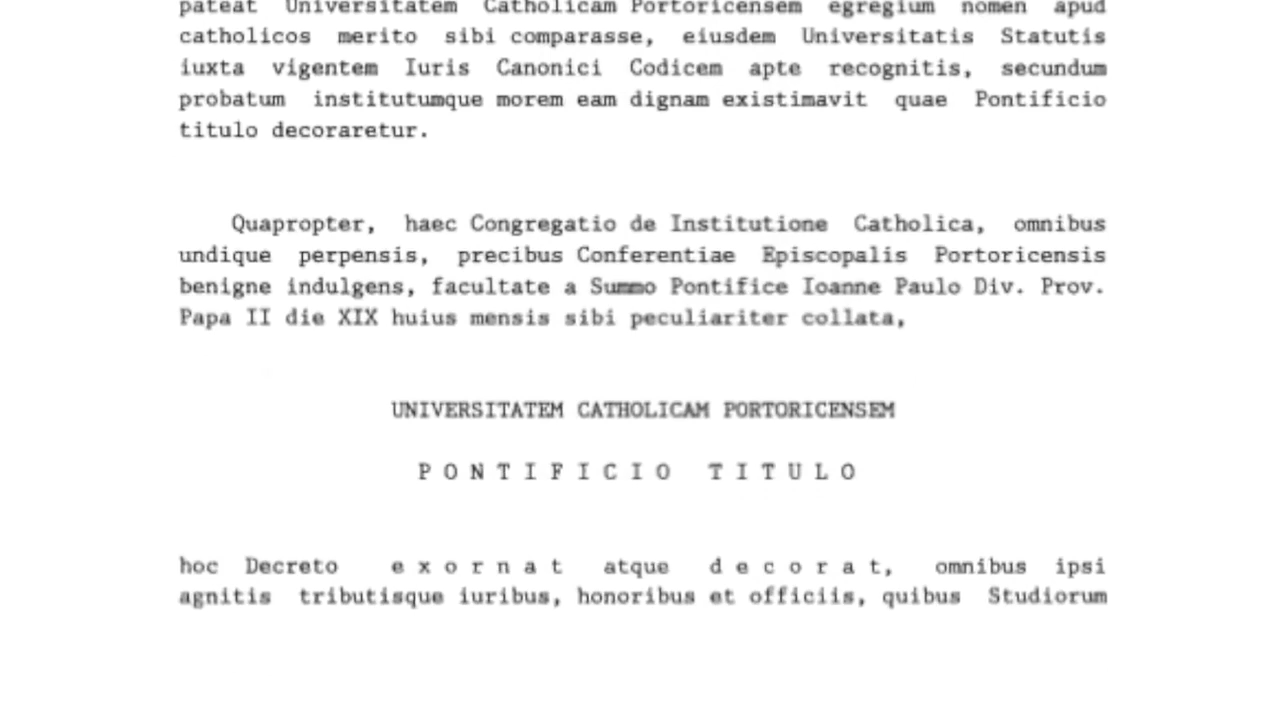 pateat Universitatem Catholicam Portoricensem egregium nomen apud
catholicos merito sibi comparasse, eiusdem Universitatis Statutis
iuxta vigentem Iuris Canonici Codicem apte recognitis, secundum
probatum institutumque morem eam dignam existimavit quae Pontificio
titulo decoraretur.
Quapropter, haec Congregatio de Institutione Catholica, omnibus
undique perpensis, precibus Conferentiae Episcopalis Portoricensis
benigne indulgens, facultate a Summo Pontifice Ioanne Paulo Div. Prov.
Papa II die XIX huius mensis sibi peculiariter collata,
UNIVERSITATEM CATHOLICAM PORTORICENSEM
P O N T I F I C I O T I T U L O
hoc Decreto e x o r n a t atque d e c o r a t, omnibus ipsi
agnitis tributisque iuribus, honoribus et officiis, quibus Studiorum